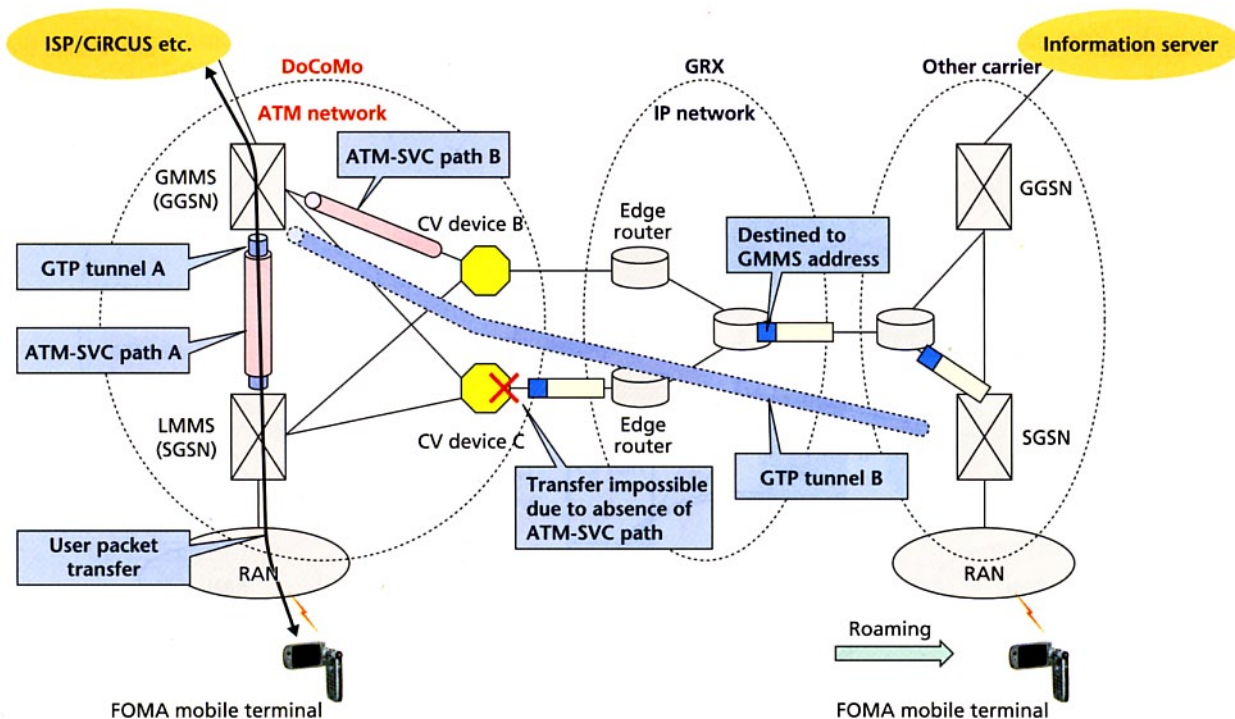 ISP/CiRCUS etc.
Information server
DoCoMo
GRX
Other carrier
ATM network
IP network
ATM-SVC path B
GMMS
(GGSN)
GGSN
CV device B
Edge
router
Destined to
GMMS address
GTP tunnel A
ATM-SVC path A
LMMS
(SGSN)
CV device C
Edge
router
SGSN
GTP tunnel B
Transfer impossible
due to absence of
ATM-SVC path
User packet
transfer
RAN
RAN
Roaming
FOMA mobile terminal
FOMA mobile terminal